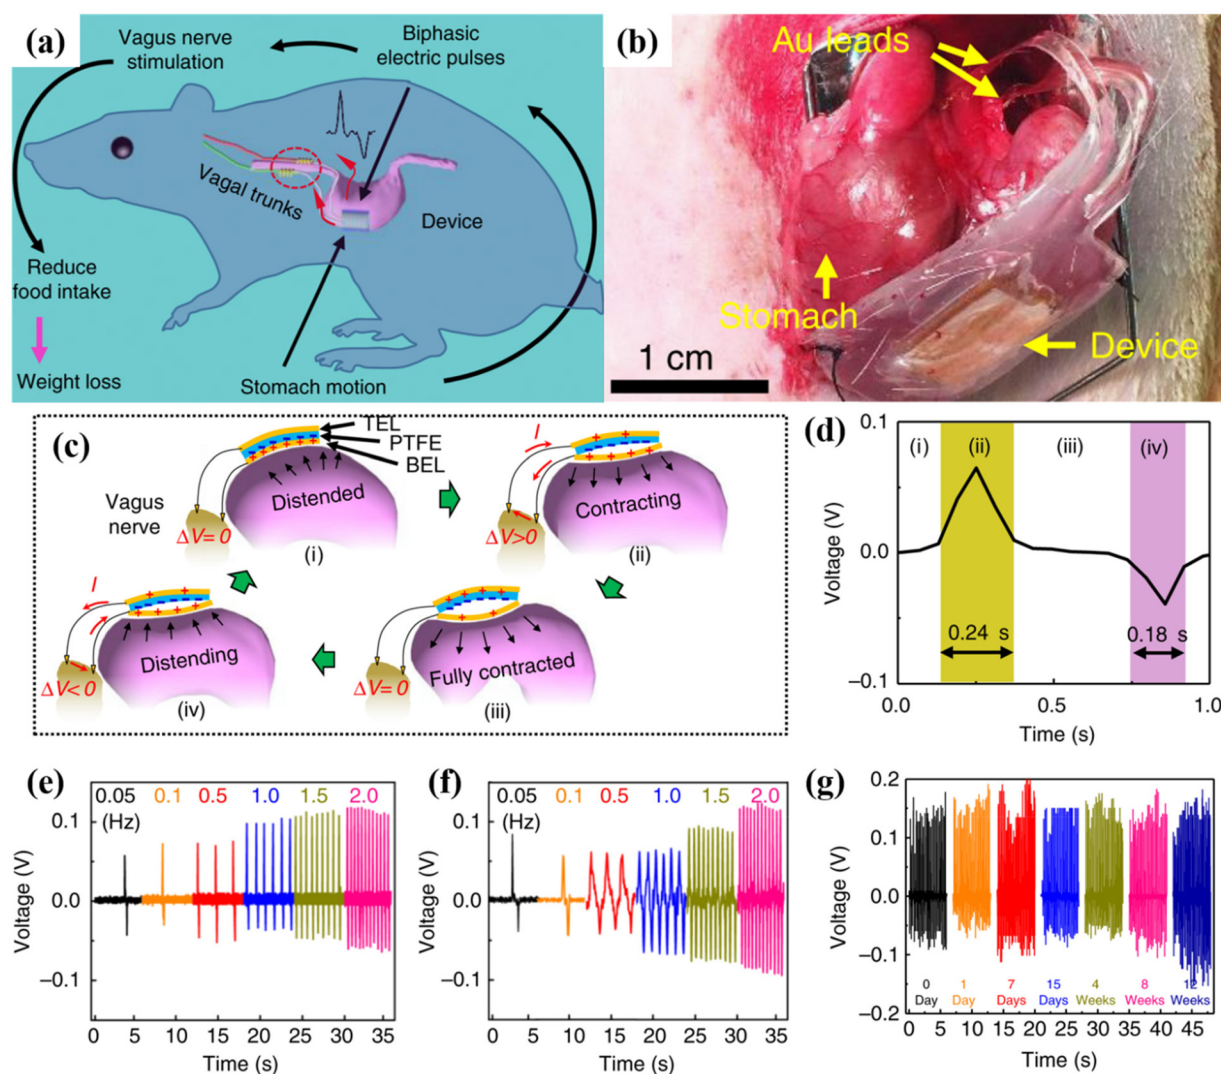 (a)
Vagus nerve
stimulation
Biphasic
electric pulses
Vagal trunks
Device
Reduce
food intake
Weight loss
Stomach motion
(b)
Au leads
Stomach
Device
1 cm
(c)
TEL
PTFE
BEL
Vagus
nerve
Distended
ΔV=0
(i)
I
Contracting
ΔV>0
(ii)
I
Distending
ΔV<0
(iv)
Fully contracted
ΔV=0
(iii)
(d)
0.1
0.0
−0.1
Voltage (V)
(i)
(ii)
(iii)
(iv)
0.24 s
0.18 s
0.0
0.5
1.0
Time (s)
(e)
0.05
0.1
0.5
1.0
1.5
2.0
(Hz)
0.1
0.0
−0.1
Voltage (V)
0 5 10 15 20 25 30 35
Time (s)
(f)
0.05
0.1
0.5
1.0
1.5
2.0
(Hz)
0.1
0.0
−0.1
Voltage (V)
0 5 10 15 20 25 30 35
Time (s)
(g)
0.2
0.1
0.0
−0.1
−0.2
Voltage (V)
0
Day
1
Day
7
Days
15
Days
4
Weeks
8
Weeks
12
Weeks
0 5 10 15 20 25 30 35 40 45
Time (s)